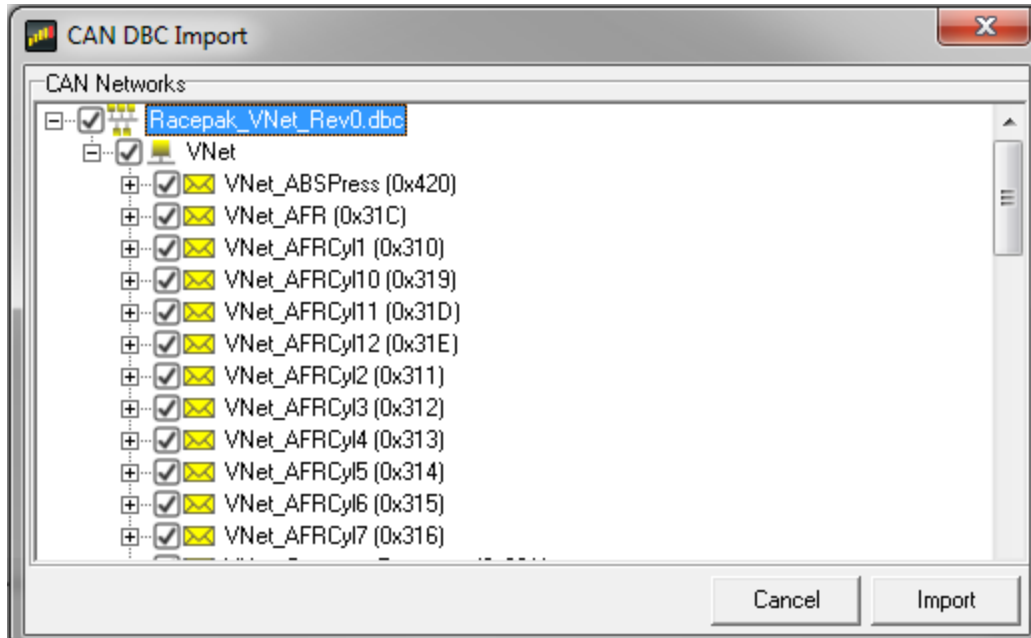 CAN DBC Import
CAN Networks
Racepak_VNet_Rev0.dbc
VNet
VNet_ABSPress (0x420)
VNet_AFR (0x31C)
VNet_AFRCyl1 (0x310)
VNet_AFRCyl10 (0x319)
VNet_AFRCyl11 (0x31D)
VNet_AFRCyl12 (0x31E)
VNet_AFRCyl2 (0x311)
VNet_AFRCyl3 (0x312)
VNet_AFRCyl4 (0x313)
VNet_AFRCyl5 (0x314)
VNet_AFRCyl6 (0x315)
VNet_AFRCyl7 (0x316)
Cancel Import